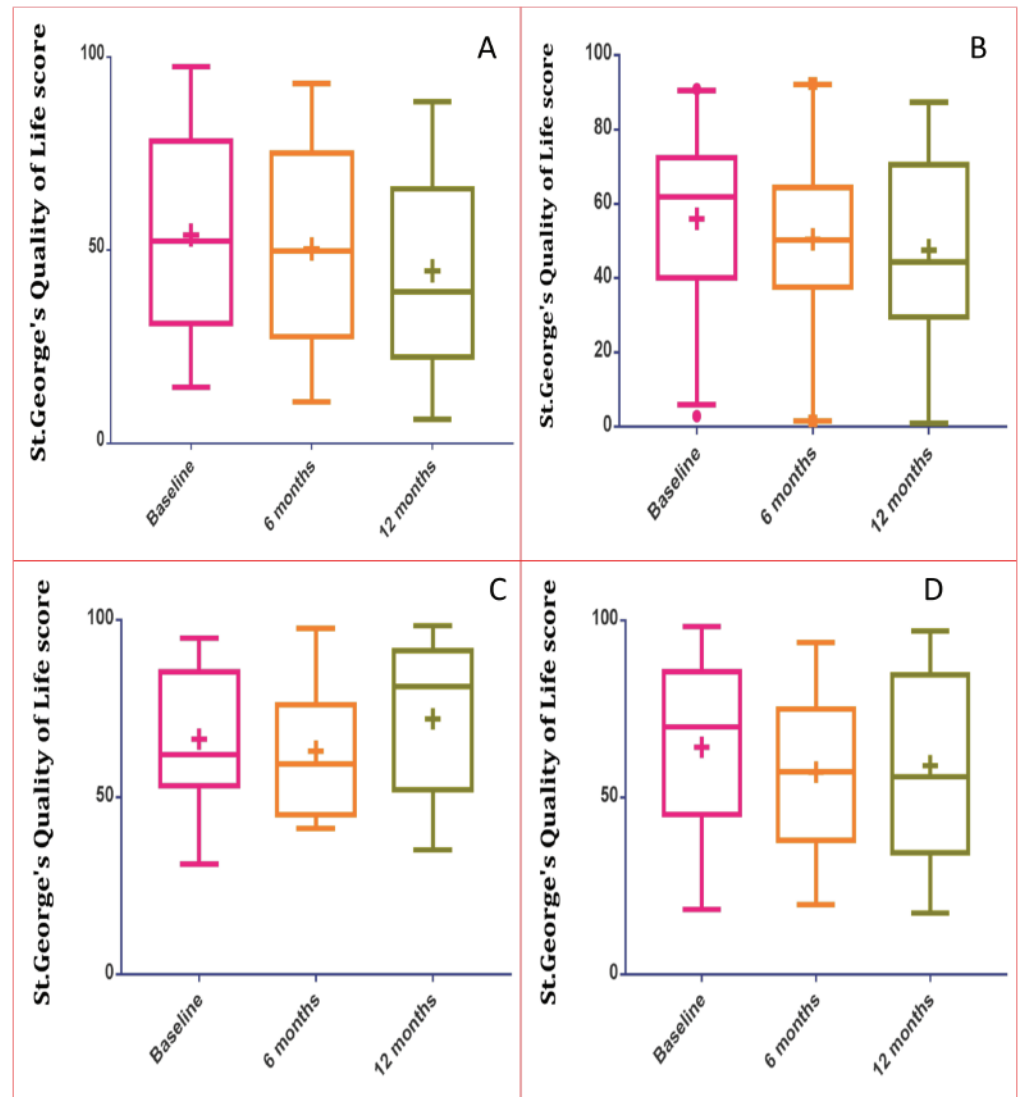 A
St.George's Quality of Life score
100
50
0
Baseline
6 months
12 months
B
St.George's Quality of Life score
100
80
60
40
20
0
Baseline
6 months
12 months
C
St.George's Quality of Life score
100
50
0
Baseline
6 months
12 months
D
St.George's Quality of Life score
100
50
0
Baseline
6 months
12 months